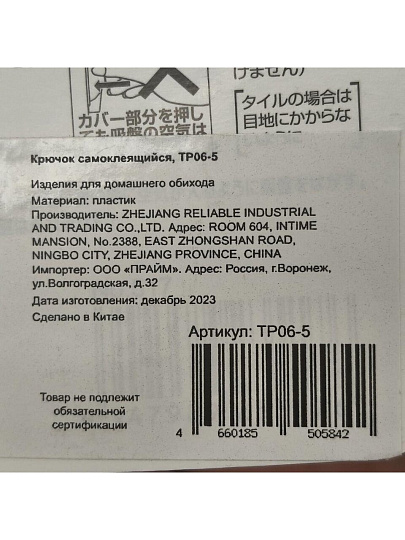 けません）
カバー部分を押し
ても吸盤の空気は
タイルの場合は
目地にかからな
Крючок самоклеящийся, TP06-5
Изделия для домашнего обихода
Материал: пластик
Производитель: ZHEJIANG RELIABLE INDUSTRIAL
AND TRADING CO.,LTD. Адрес: ROOM 604, INTIME
MANSION, No.2388, EAST ZHONGSHAN ROAD,
NINGBO CITY, ZHEJIANG PROVINCE, CHINA
Импортер: ООО «ПРАЙМ». Адрес: Россия, г.Воронеж,
ул.Волгоградская, д.32
Дата изготовления: декабрь 2023
Сделано в Китае
Артикул: TP06-5
Товар не подлежит
обязательной
сертификации
4 660185 505842